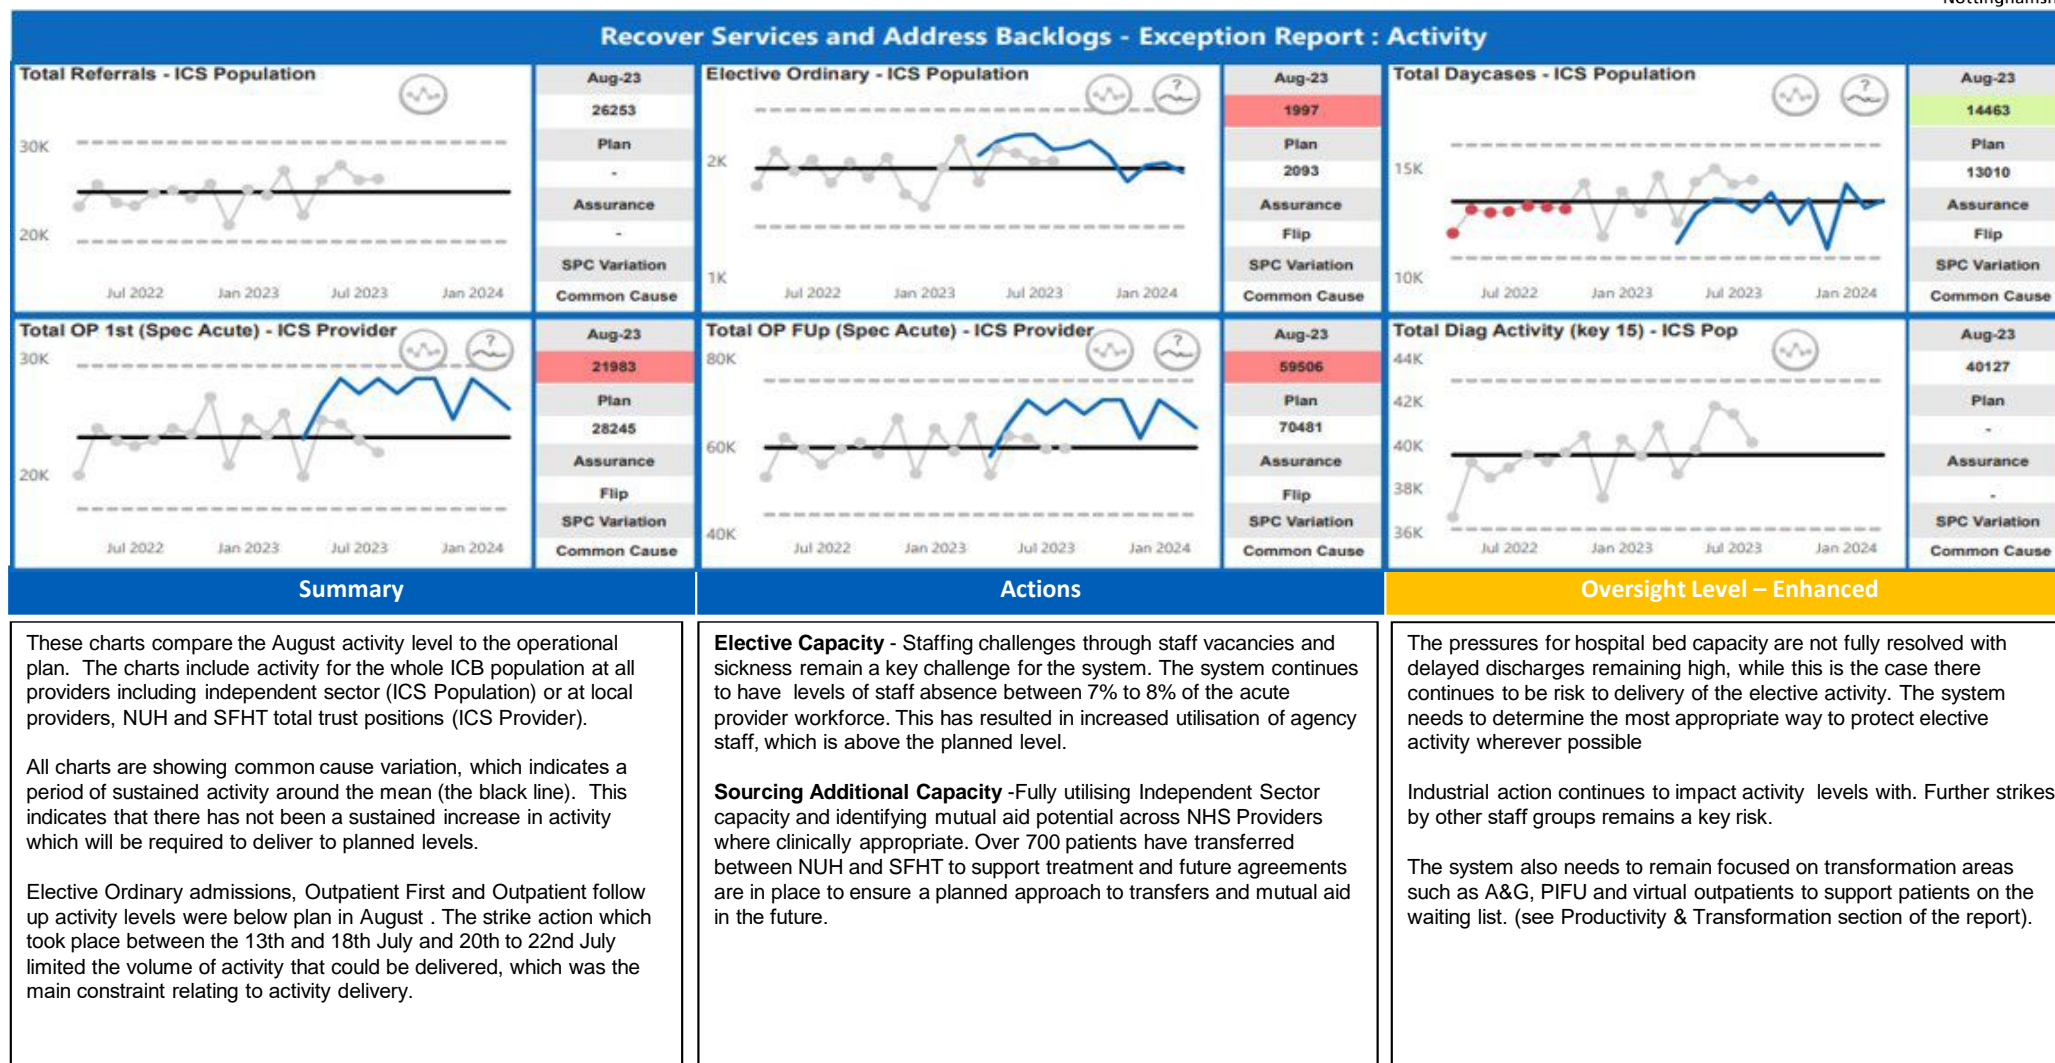 Recover Services and Address Backlogs - Exception Report : Activity
Total Referrals - ICS Population
30K
20K
Jul 2022 Jan 2023 Jul 2023 Jan 2024
Aug-23
26253
Plan
-
Assurance
-
SPC Variation
Common Cause
Elective Ordinary - ICS Population
?
2K
1K
Jul 2022 Jan 2023 Jul 2023 Jan 2024
Aug-23
1997
Plan
2093
Assurance
Flip
SPC Variation
Common Cause
Total Daycases - ICS Population
?
15K
10K
Jul 2022 Jan 2023 Jul 2023 Jan 2024
Aug-23
14463
Plan
13010
Assurance
Flip
SPC Variation
Common Cause
Total OP 1st (Spec Acute) - ICS Provider
?
30K
20K
Jul 2022 Jan 2023 Jul 2023 Jan 2024
Aug-23
21983
Plan
28245
Assurance
Flip
SPC Variation
Common Cause
Total OP FUp (Spec Acute) - ICS Provider
?
80K
60K
40K
Jul 2022 Jan 2023 Jul 2023 Jan 2024
Aug-23
59506
Plan
70481
Assurance
Flip
SPC Variation
Common Cause
Total Diag Activity (key 15) - ICS Pop
44K
42K
40K
38K
36K
Jul 2022 Jan 2023 Jul 2023 Jan 2024
Aug-23
40127
Plan
-
Assurance
-
SPC Variation
Common Cause
Summary
These charts compare the August activity level to the operational
plan. The charts include activity for the whole ICB population at all
providers including independent sector (ICS Population) or at local
providers, NUH and SFHT total trust positions (ICS Provider).
All charts are showing common cause variation, which indicates a
period of sustained activity around the mean (the black line). This
indicates that there has not been a sustained increase in activity
which will be required to deliver to planned levels.
Elective Ordinary admissions, Outpatient First and Outpatient follow
up activity levels were below plan in August . The strike action which
took place between the 13th and 18th July and 20th to 22nd July
limited the volume of activity that could be delivered, which was the
main constraint relating to activity delivery.
Actions
Elective Capacity - Staffing challenges through staff vacancies and
sickness remain a key challenge for the system. The system continues
to have levels of staff absence between 7% to 8% of the acute
provider workforce. This has resulted in increased utilisation of agency
staff, which is above the planned level.
Sourcing Additional Capacity -Fully utilising Independent Sector
capacity and identifying mutual aid potential across NHS Providers
where clinically appropriate. Over 700 patients have transferred
between NUH and SFHT to support treatment and future agreements
are in place to ensure a planned approach to transfers and mutual aid
in the future.
Oversight Level – Enhanced
The pressures for hospital bed capacity are not fully resolved with
delayed discharges remaining high, while this is the case there
continues to be risk to delivery of the elective activity. The system
needs to determine the most appropriate way to protect elective
activity wherever possible
Industrial action continues to impact activity levels with. Further strikes
by other staff groups remains a key risk.
The system also needs to remain focused on transformation areas
such as A&G, PIFU and virtual outpatients to support patients on the
waiting list. (see Productivity & Transformation section of the report).